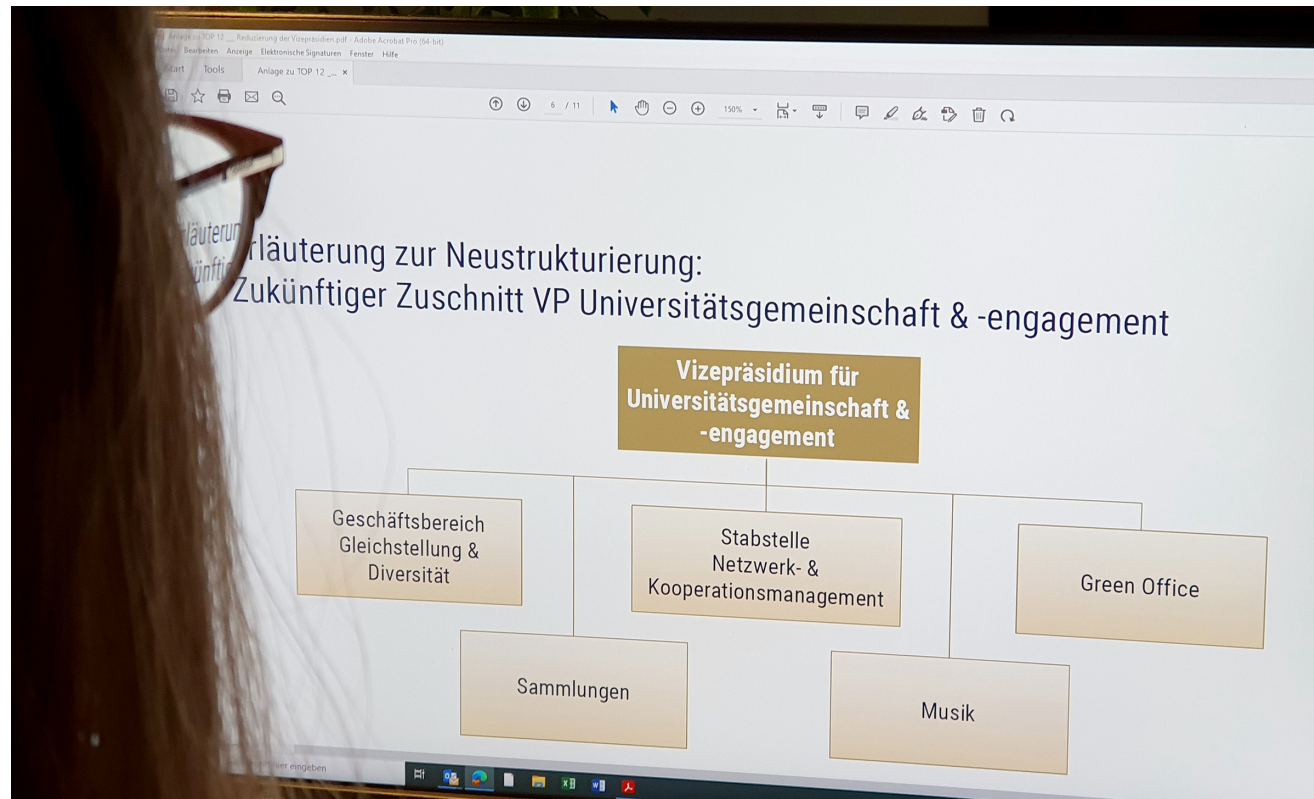 Anlage zu TOP 12 __ Reduzierung der Vizepräsidien.pdf - Adobe Acrobat Pro (64-bit)
Bearbeiten Anzeige Elektronische Signaturen Fenster Hilfe
Start Tools Anlage zu TOP 12 _... ×
6 / 11 150%
rläuterung zur Neustrukturierung:
Zukünftiger Zuschnitt VP Universitätsgemeinschaft & -engagement
Vizepräsidium für
Universitätsgemeinschaft &
-engagement
Geschäftsbereich
Gleichstellung &
Diversität
Stabstelle
Netzwerk- &
Kooperationsmanagement
Green Office
Sammlungen
Musik
eingeben